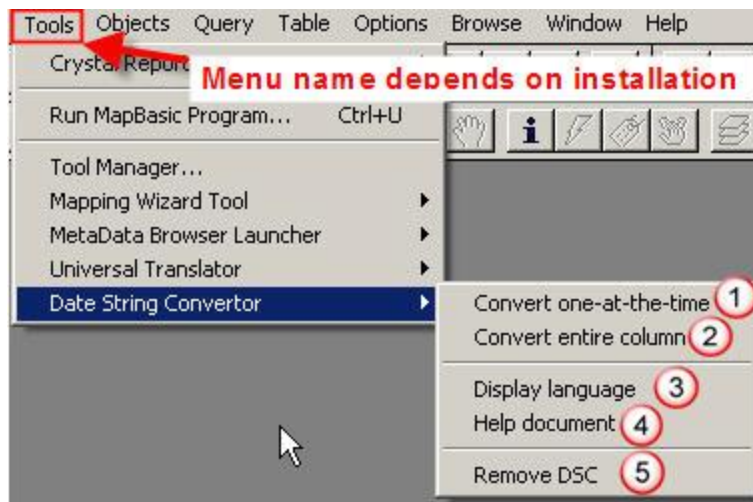 Tools Objects Query Table Options Browse Window Help
Crystal Repor
Menu name depends on installation
Run MapBasic Program... Ctrl+U
Tool Manager...
Mapping Wizard Tool
MetaData Browser Launcher
Universal Translator
Date String Convertor
Convert one-at-the-time 1
Convert entire column 2
Display language 3
Help document 4
Remove DSC 5